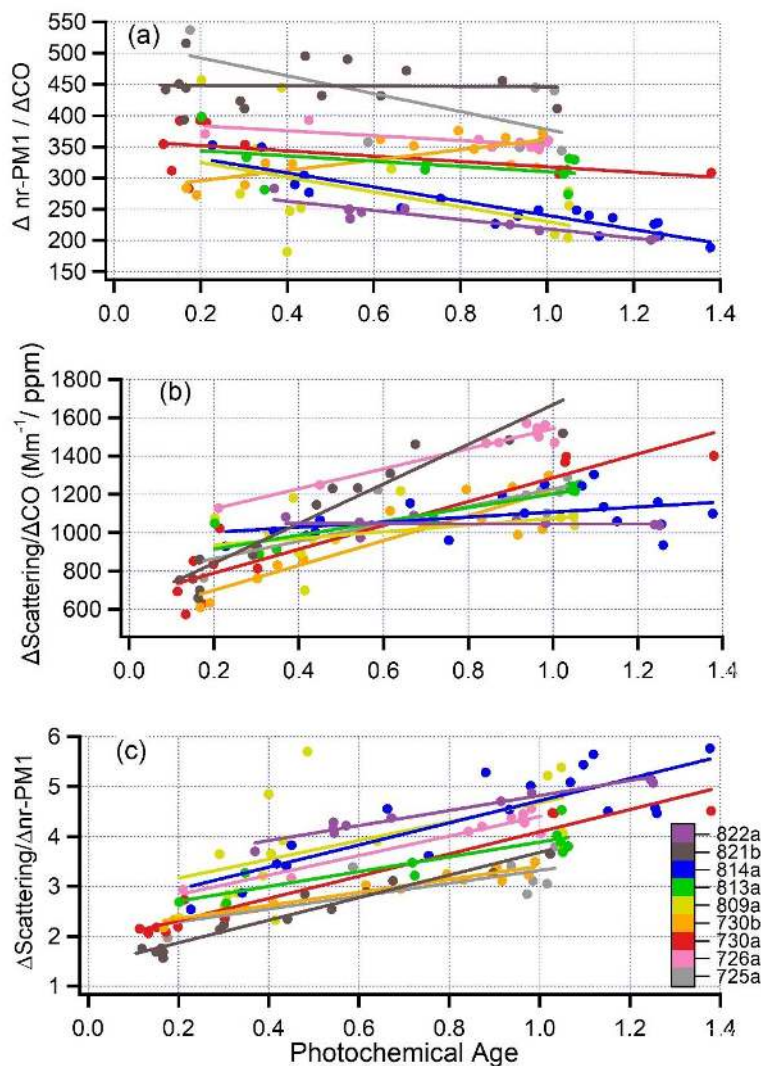 (a)
Δ nr-PM1 / ΔCO
550
500
450
400
350
300
250
200
150
0.0 0.2 0.4 0.6 0.8 1.0 1.2 1.4
(b)
ΔScattering/ΔCO (Mm⁻¹/ ppm)
1800
1600
1400
1200
1000
800
600
0.0 0.2 0.4 0.6 0.8 1.0 1.2 1.4
(c)
ΔScattering/Δnr-PM1
6
5
4
3
2
1
822a
821b
814a
813a
809a
730b
730a
726a
725a
0.0 0.2 0.4 0.6 0.8 1.0 1.2 1.4
Photochemical Age